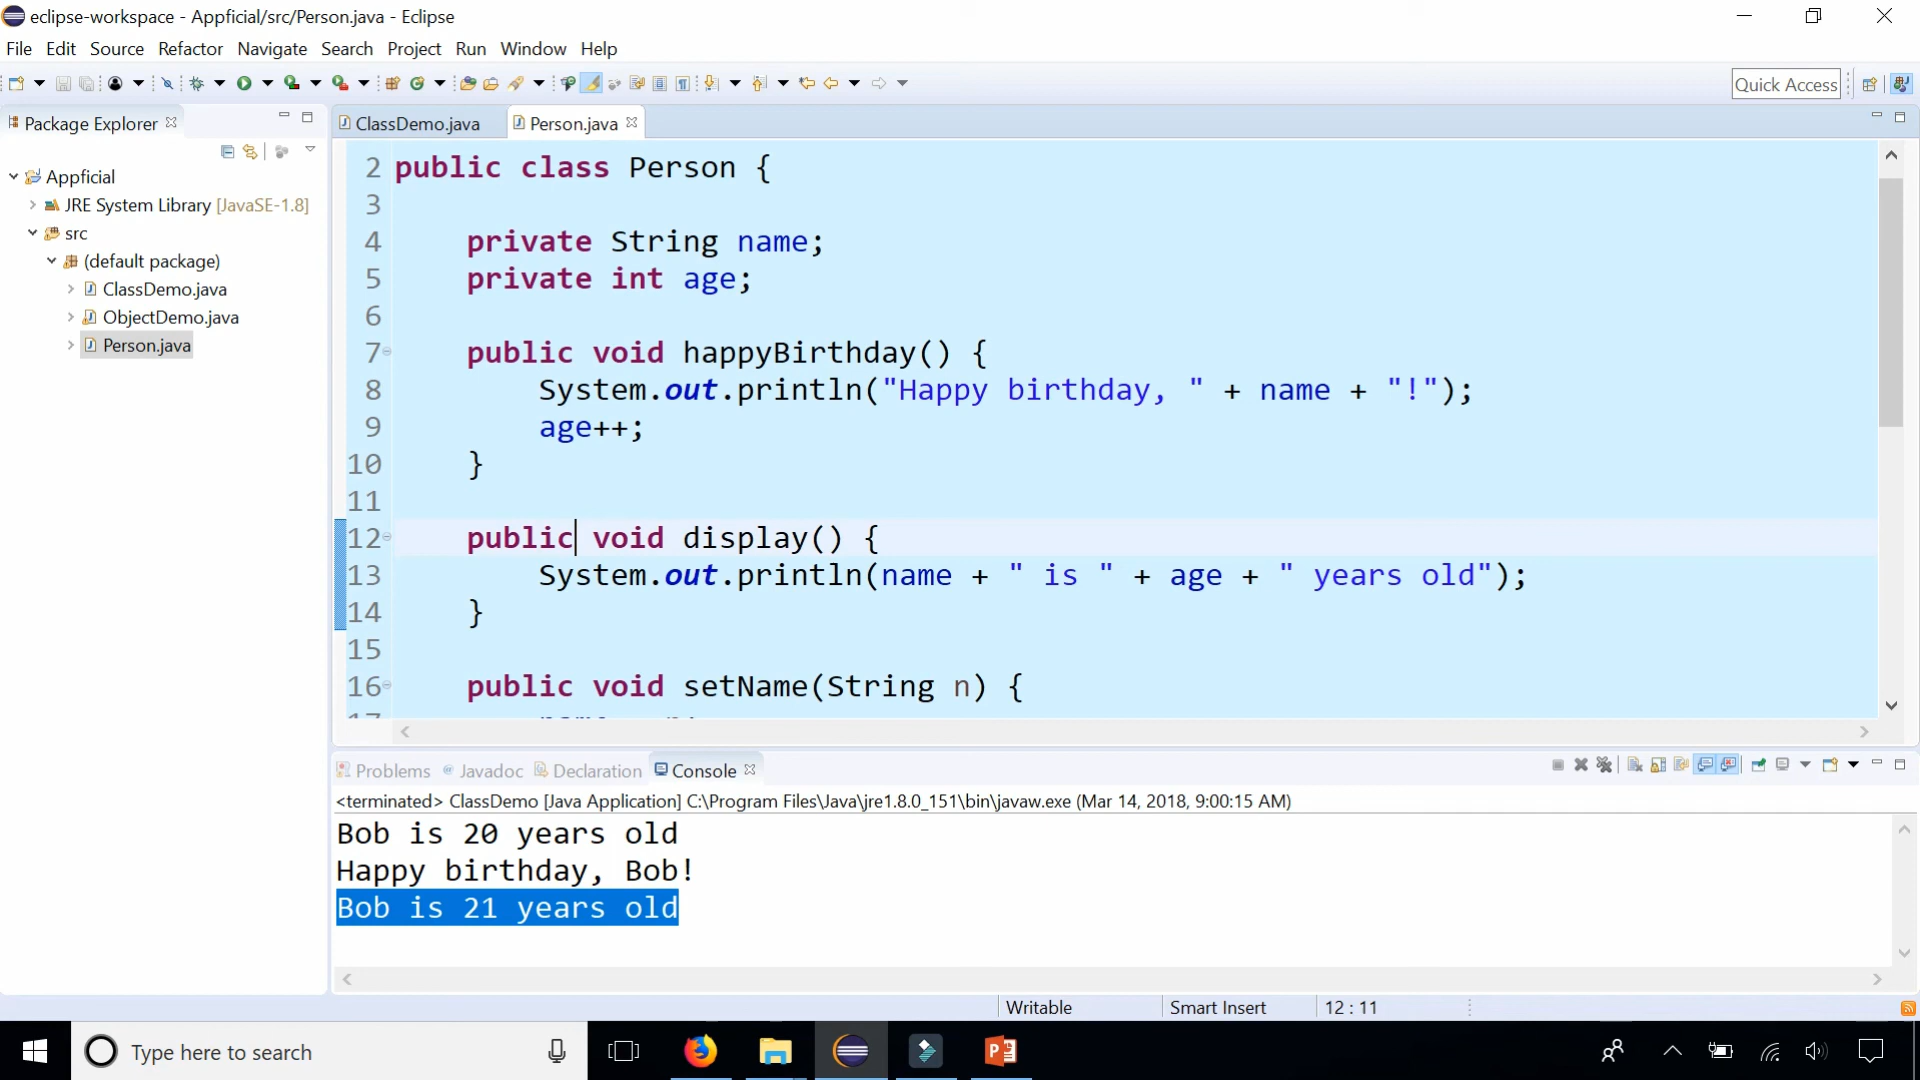 eclipse-workspace - Appficial/src/Person.java - Eclipse
File Edit Source Refactor Navigate Search Project Run Window Help
Quick Access
Package Explorer
ClassDemo.java
Person.java
Appficial
JRE System Library [JavaSE-1.8]
src
(default package)
ClassDemo.java
ObjectDemo.java
Person.java
2 public class Person {
3
4 private String name;
5 private int age;
6
7 public void happyBirthday() {
8 System.out.println("Happy birthday, " + name + "!");
9 age++;
10 }
11
12 public void display() {
13 System.out.println(name + " is " + age + " years old");
14 }
15
16 public void setName(String n) {
Problems Javadoc Declaration Console
<terminated> ClassDemo [Java Application] C:\Program Files\Java\jre1.8.0_151\bin\javaw.exe (Mar 14, 2018, 9:00:15 AM)
Bob is 20 years old
Happy birthday, Bob!
Bob is 21 years old
Writable Smart Insert 12 : 11
Type here to search